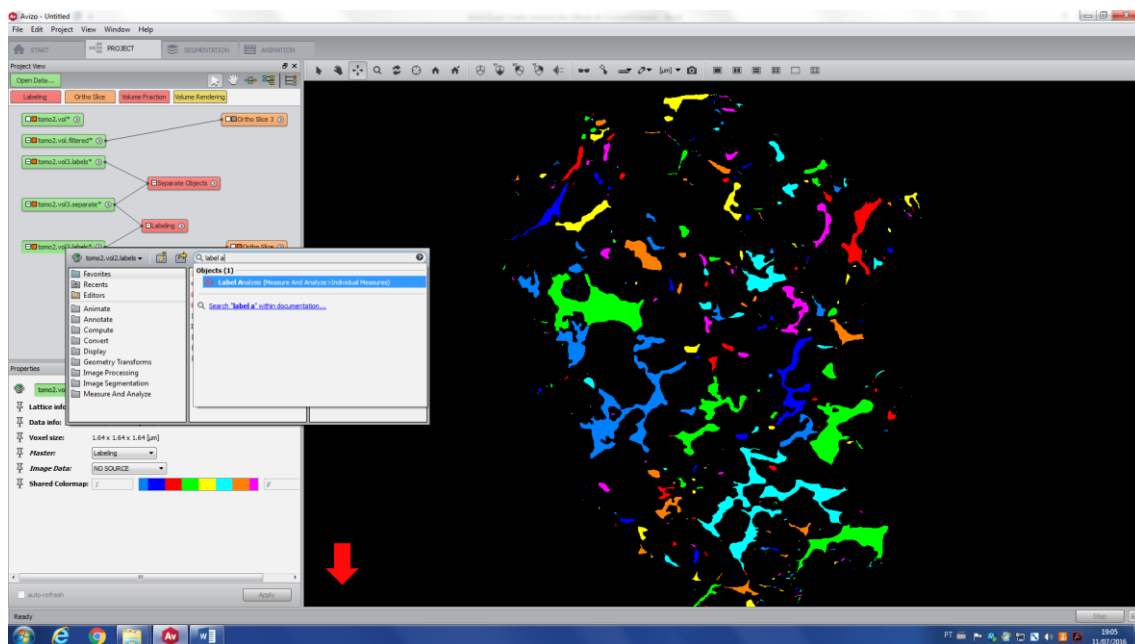 Avizo - Untitled
File Edit Project View Window Help
START PROJECT SEGMENTATION ANIMATION
Project View
Open Data...
Labeling Ortho Slice Volume Fraction Volume Rendering
tomo2.vol*
Ortho Slice 3
tomo2.vol.filtered*
tomo2.vol3.labels*
Separate Objects
tomo2.vol3.separate*
Labeling
tomo2.vol2.labels
label a
Objects (1)
Label Analysis (Measure And Analyze>Individual Measures)
Search "label a" within documentation...
Favorites
Recents
Editors
Animate
Annotate
Compute
Convert
Display
Geometry Transforms
Image Processing
Image Segmentation
Measure And Analyze
Properties
tomo2.vo
Lattice info
Data info:
Voxel size: 1.64 x 1.64 x 1.64 [µm]
Master: Labeling
Image Data: NO SOURCE
Shared Colormap:
auto-refresh Apply
Ready
Stop
PT
19:05
11/07/2016